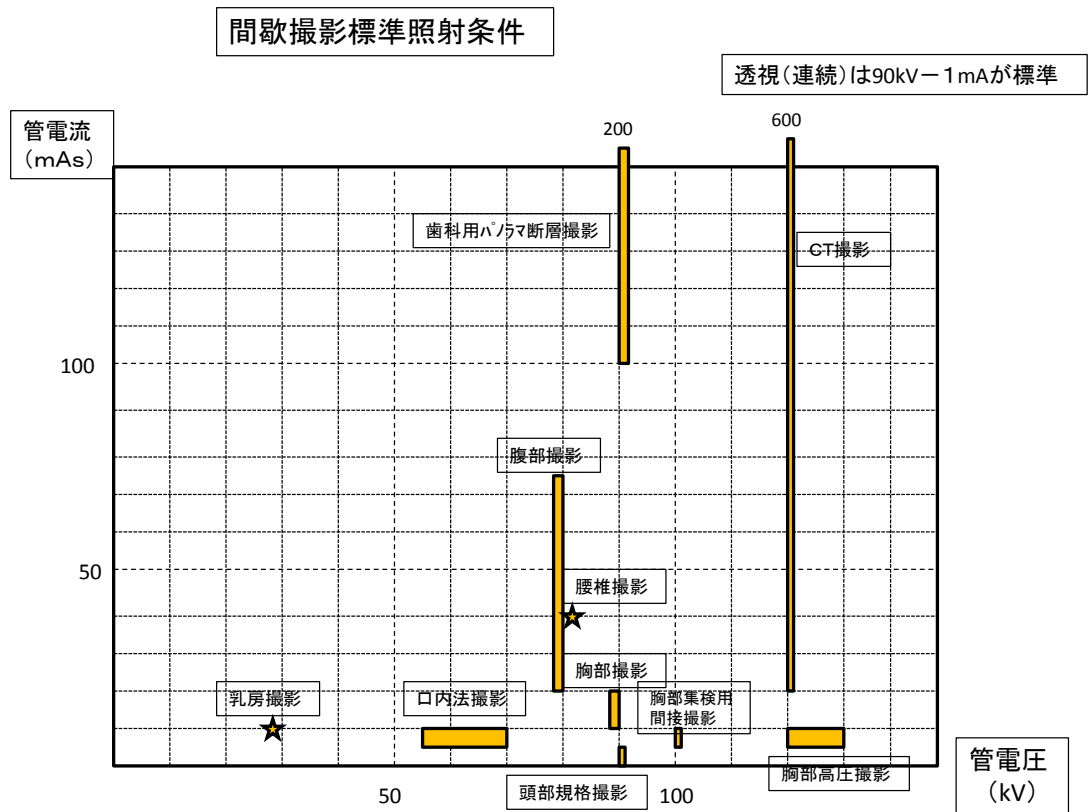 間歇撮影標準照射条件
透視（連続）は90kV－１mAが標準
管電流
（mAs）
200
600
歯科用ﾊﾟﾉﾗﾏ断層撮影
CT撮影
100
腹部撮影
50
腰椎撮影
胸部撮影
乳房撮影
口内法撮影
胸部集検用
間接撮影
頭部規格撮影
胸部高圧撮影
50
100
管電圧
（kV）